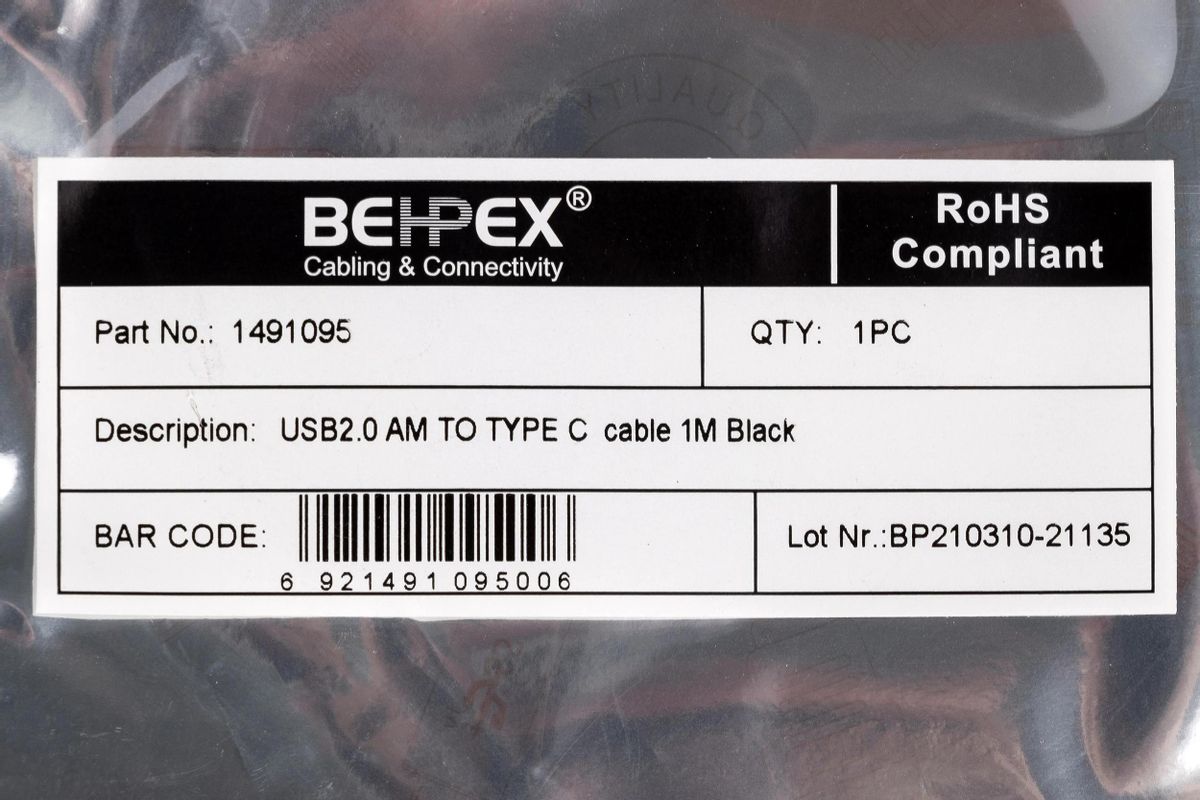 BEHPEX®
Cabling & Connectivity
RoHS
Compliant
Part No.: 1491095
QTY: 1PC
Description: USB2.0 AM TO TYPE C cable 1M Black
BAR CODE:
6 921491 095006
Lot Nr.:BP210310-21135
QUALITY